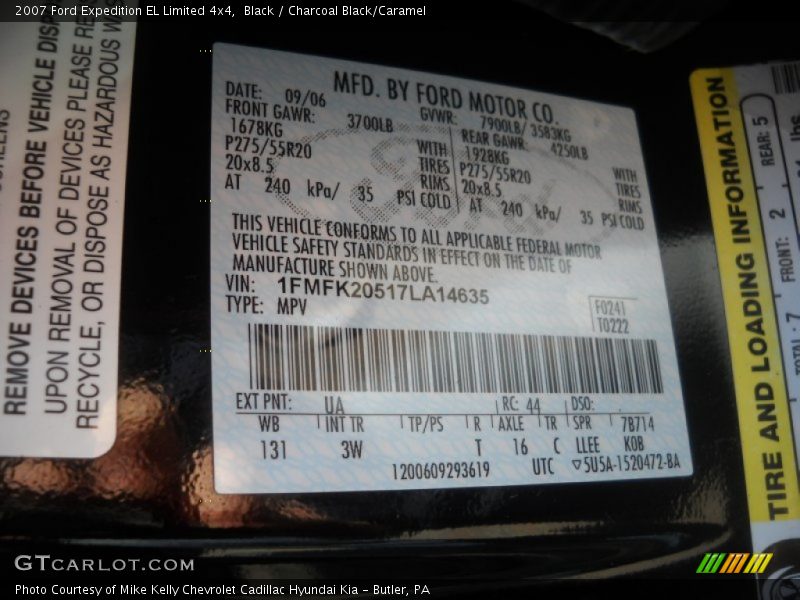 2007 Ford Expedition EL Limited 4x4,  Black / Charcoal Black/Caramel
REMOVE DEVICES BEFORE VEHICLE
UPON REMOVAL OF DEVICES PLEASE
RECYCLE, OR DISPOSE AS HAZARDOUS
MFD. BY FORD MOTOR CO.
DATE: 09/06 GVWR: 7900LB/ 3583KG
FRONT GAWR: 3700LB REAR GAWR: 4250LB
1678KG WITH 1928KG WITH
P275/55R20 TIRES P275/55R20 TIRES
20x8.5 RIMS 20x8.5 RIMS
AT 240 kPa/ 35 PSI COLD AT 240 kPa/ 35 PSI COLD
THIS VEHICLE CONFORMS TO ALL APPLICABLE FEDERAL MOTOR
VEHICLE SAFETY STANDARDS IN EFFECT ON THE DATE OF
MANUFACTURE SHOWN ABOVE.
VIN: 1FMFK20517LA14635
TYPE: MPV
F0241
T0222
EXT PNT: UA RC: 44 DSO:
WB INT TR TP/PS R AXLE TR SPR 7B714
131 3W T 16 C LLEE KOB
1200609293619 UTC ▽5U5A-1520472-BA
TIRE AND LOADING INFORMATION
REAR: 5
FRONT: 2
TOTAL: 7
lbs
GTCARLOT.COM
Photo Courtesy of Mike Kelly Chevrolet Cadillac Hyundai Kia – Butler, PA